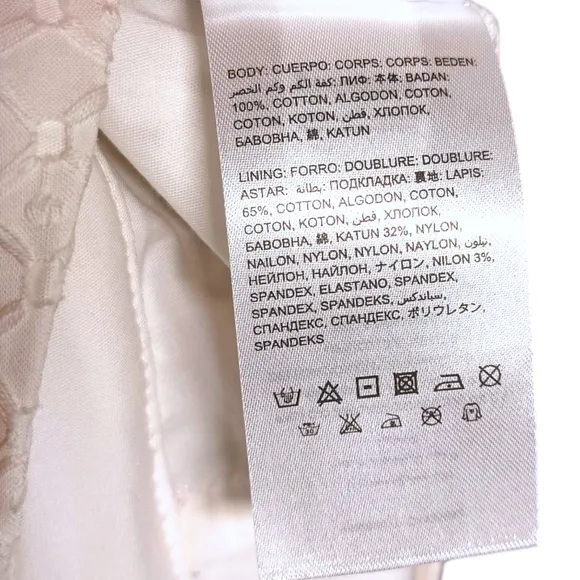 BODY: CUERPO: CORPS: CORPS: BEDEN:
كفة الكم وكم الخصر: ЛИФ: 本体: BADAN:
100%, COTTON, ALGODON, COTON,
COTON, KOTON, قطن, ХЛОПОК,
БАВОВНА, 綿, KATUN
LINING: FORRO: DOUBLURE: DOUBLURE:
ASTAR: بطانة: ПОДКЛАДКА: 裏地: LAPIS:
65%, COTTON, ALGODON, COTON,
COTON, KOTON, قطن, ХЛОПОК,
БАВОВНА, 綿, KATUN 32%, NYLON,
NAILON, NYLON, NYLON, NAYLON, نيلون,
НЕЙЛОН, НАЙЛОН, ナイロン, NILON 3%,
SPANDEX, ELASTANO, SPANDEX,
SPANDEX, SPANDEKS, سباندكس,
СПАНДЕКС, СПАНДЕКС, ポリウレタン,
SPANDEKS
30